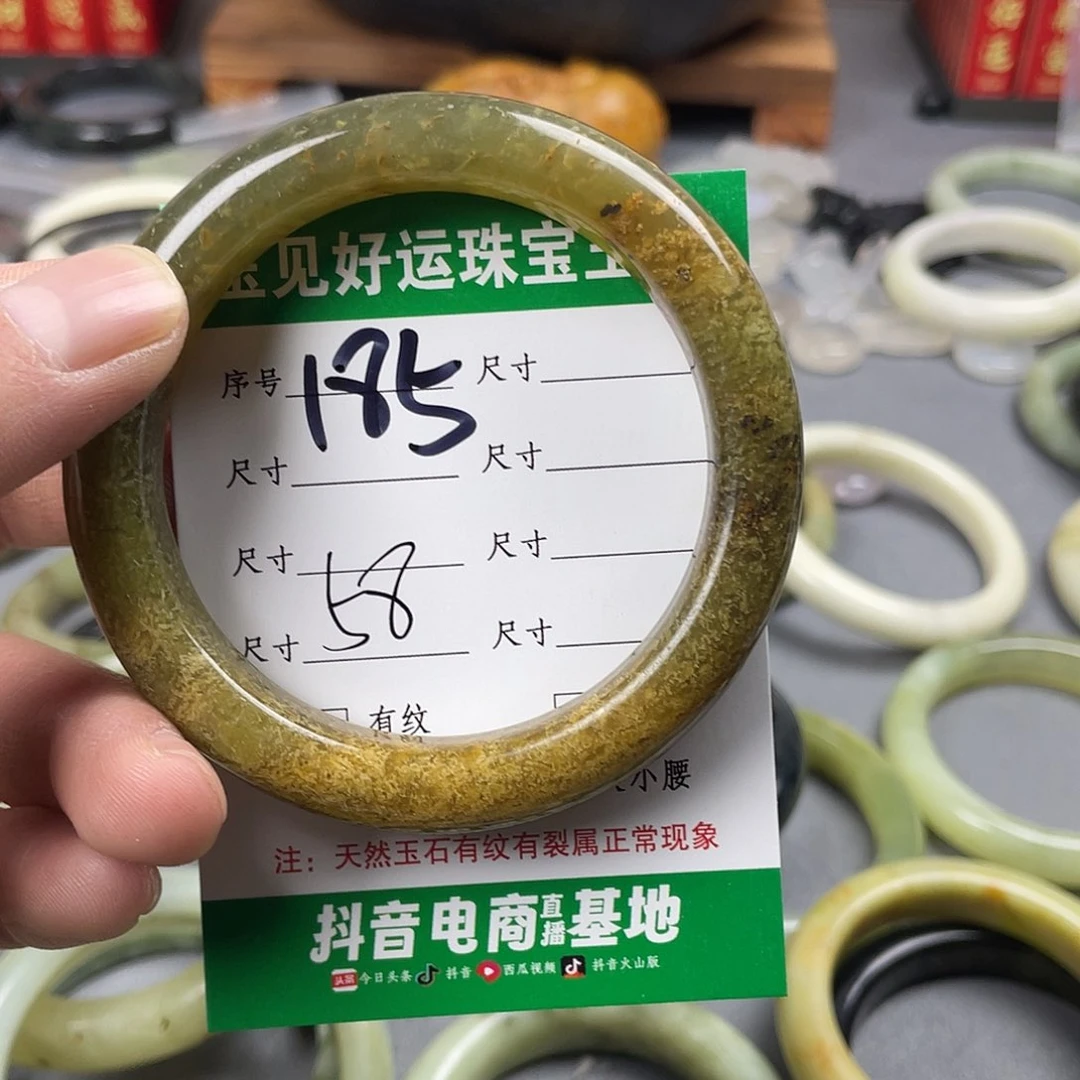 见好运珠宝
序号 185 尺寸
尺寸 尺寸
尺寸 尺寸
58
尺寸 尺寸
有纹
小腰
注：天然玉石有纹有裂属正常现象
抖音电商直播基地
头条 今日头条 抖音 西瓜视频 抖音火山版